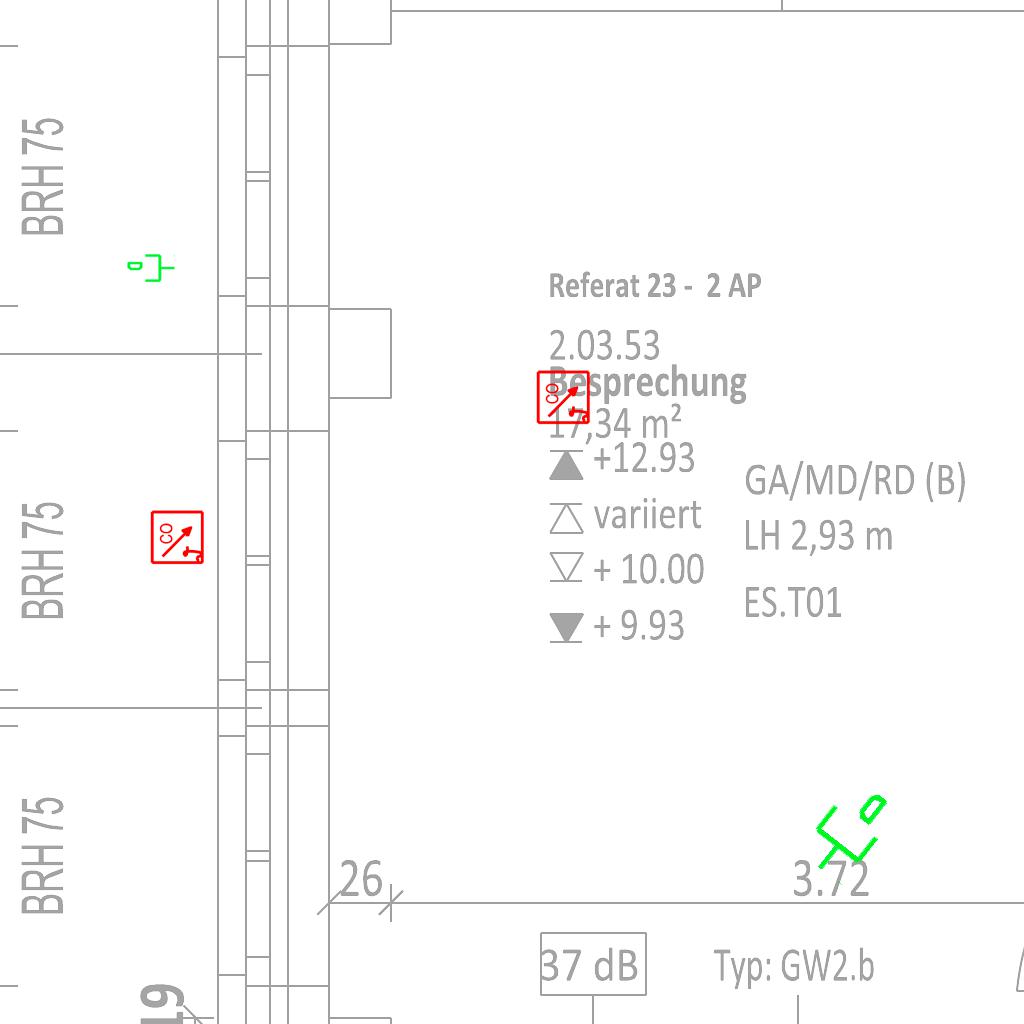 BRH 75
Referat 23 -  2 AP
2.03.53
Besprechung
CO
17,34 m²
+12.93
GA/MD/RD (B)
variiert
LH 2,93 m
CO
BRH 75
+ 10.00
ES.T01
+ 9.93
BRH 75
26
3.72
37 dB
Typ: GW2.b